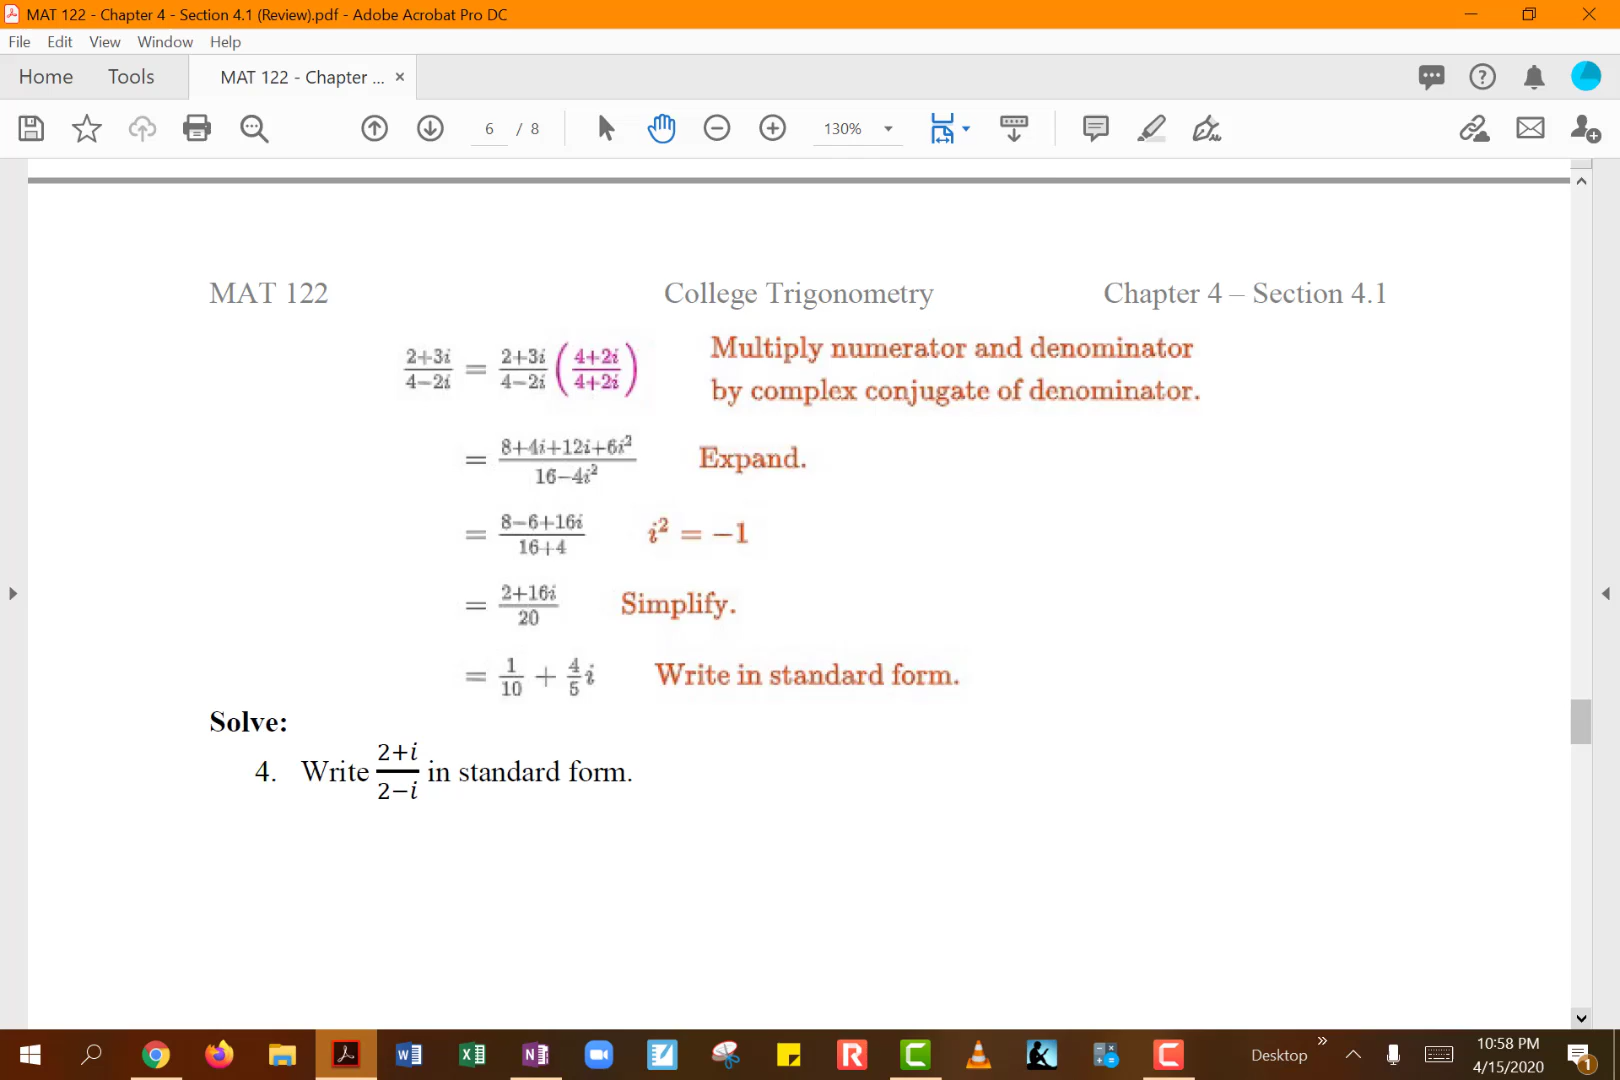 MAT 122 - Chapter 4 - Section 4.1 (Review).pdf - Adobe Acrobat Pro DC
File Edit View Window Help
Home Tools MAT 122 - Chapter ... ×
6 / 8 130%
MAT 122 College Trigonometry Chapter 4 – Section 4.1
(2+3i)/(4−2i) = (2+3i)/(4−2i) ((4+2i)/(4+2i)) Multiply numerator and denominator
by complex conjugate of denominator.
= (8+4i+12i+6i²)/(16−4i²) Expand.
= (8−6+16i)/(16+4) i² = −1
= (2+16i)/20 Simplify.
= 1/10 + 4/5 i Write in standard form.
Solve:
4. Write (2+i)/(2−i) in standard form.
Desktop
10:58 PM
4/15/2020
1